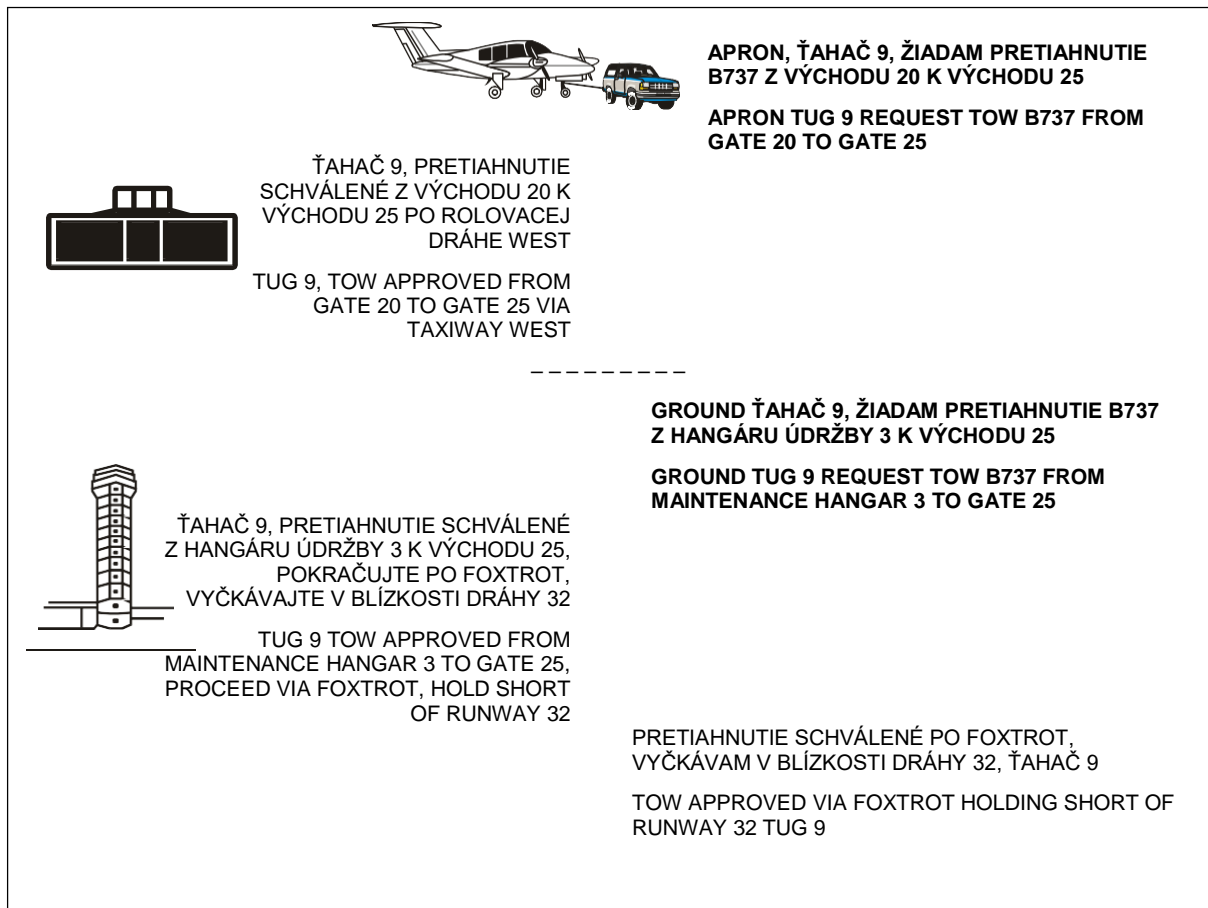 APRON, ŤAHAČ 9, ŽIADAM PRETIAHNUTIE
B737 Z VÝCHODU 20 K VÝCHODU 25
APRON TUG 9 REQUEST TOW B737 FROM
GATE 20 TO GATE 25
ŤAHAČ 9, PRETIAHNUTIE
SCHVÁLENÉ Z VÝCHODU 20 K
VÝCHODU 25 PO ROLOVACEJ
DRÁHE WEST
TUG 9, TOW APPROVED FROM
GATE 20 TO GATE 25 VIA
TAXIWAY WEST
_ _ _ _ _ _ _ _ _
GROUND ŤAHAČ 9, ŽIADAM PRETIAHNUTIE B737
Z HANGÁRU ÚDRŽBY 3 K VÝCHODU 25
GROUND TUG 9 REQUEST TOW B737 FROM
MAINTENANCE HANGAR 3 TO GATE 25
ŤAHAČ 9, PRETIAHNUTIE SCHVÁLENÉ
Z HANGÁRU ÚDRŽBY 3 K VÝCHODU 25,
POKRAČUJTE PO FOXTROT,
VYČKÁVAJTE V BLÍZKOSTI DRÁHY 32
TUG 9 TOW APPROVED FROM
MAINTENANCE HANGAR 3 TO GATE 25,
PROCEED VIA FOXTROT, HOLD SHORT
OF RUNWAY 32
PRETIAHNUTIE SCHVÁLENÉ PO FOXTROT,
VYČKÁVAM V BLÍZKOSTI DRÁHY 32, ŤAHAČ 9
TOW APPROVED VIA FOXTROT HOLDING SHORT OF
RUNWAY 32 TUG 9